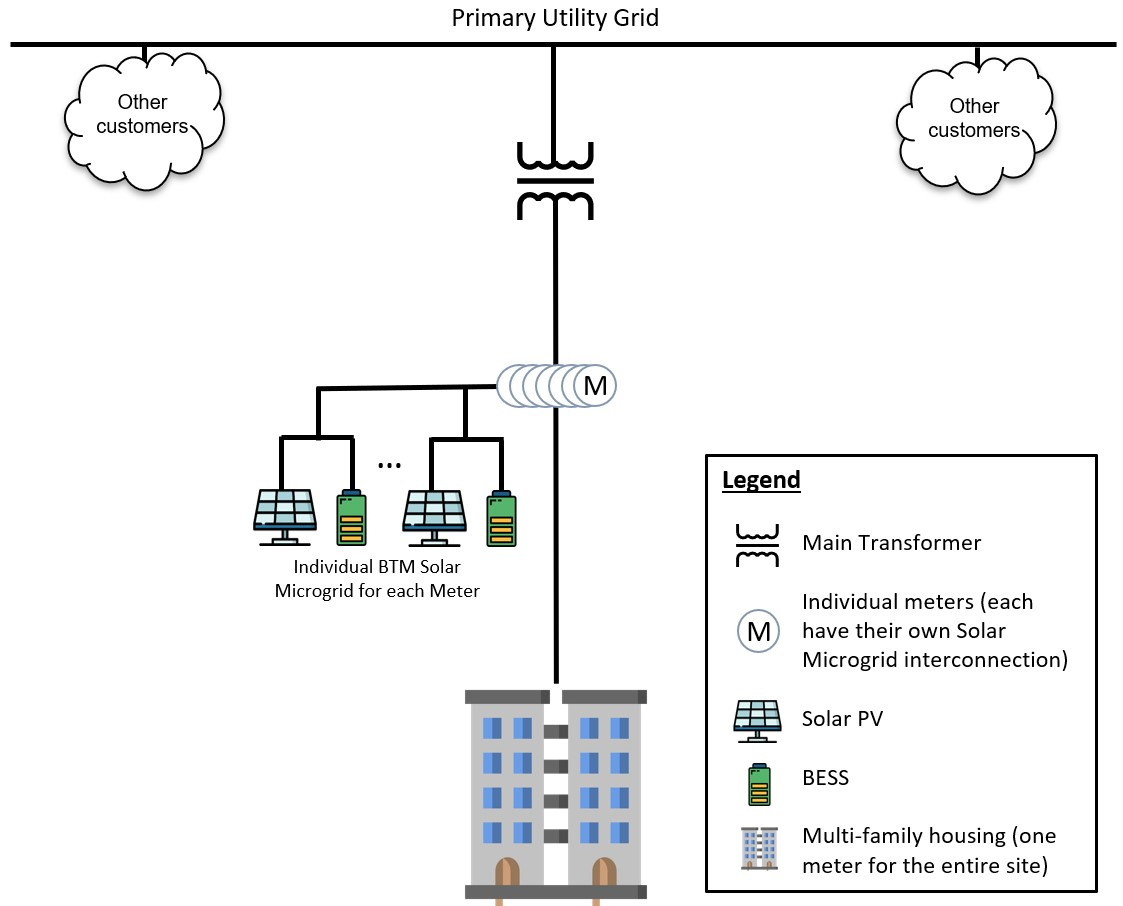 Primary Utility Grid
Other
customers
Other
customers
M
...
Individual BTM Solar
Microgrid for each Meter
Legend
Main Transformer
M
Individual meters (each
have their own Solar
Microgrid interconnection)
Solar PV
BESS
Multi-family housing (one
meter for the entire site)